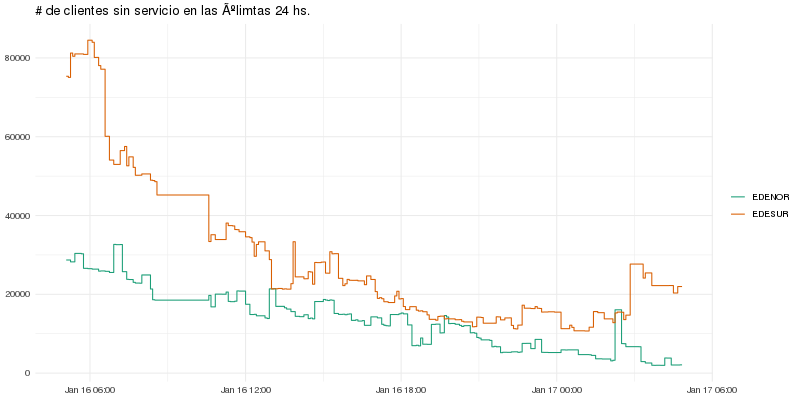 # de clientes sin servicio en las Ãºlimtas 24 hs.
80000
60000
40000
20000
0
Jan 16 06:00
Jan 16 12:00
Jan 16 18:00
Jan 17 00:00
Jan 17 06:00
EDENOR
EDESUR